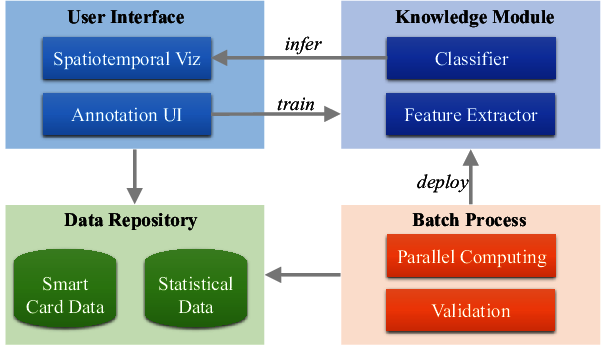 User Interface
Spatiotemporal Viz
Annotation UI
infer
train
Knowledge Module
Classifier
Feature Extractor
deploy
Data Repository
Smart
Card Data
Statistical
Data
Batch Process
Parallel Computing
Validation